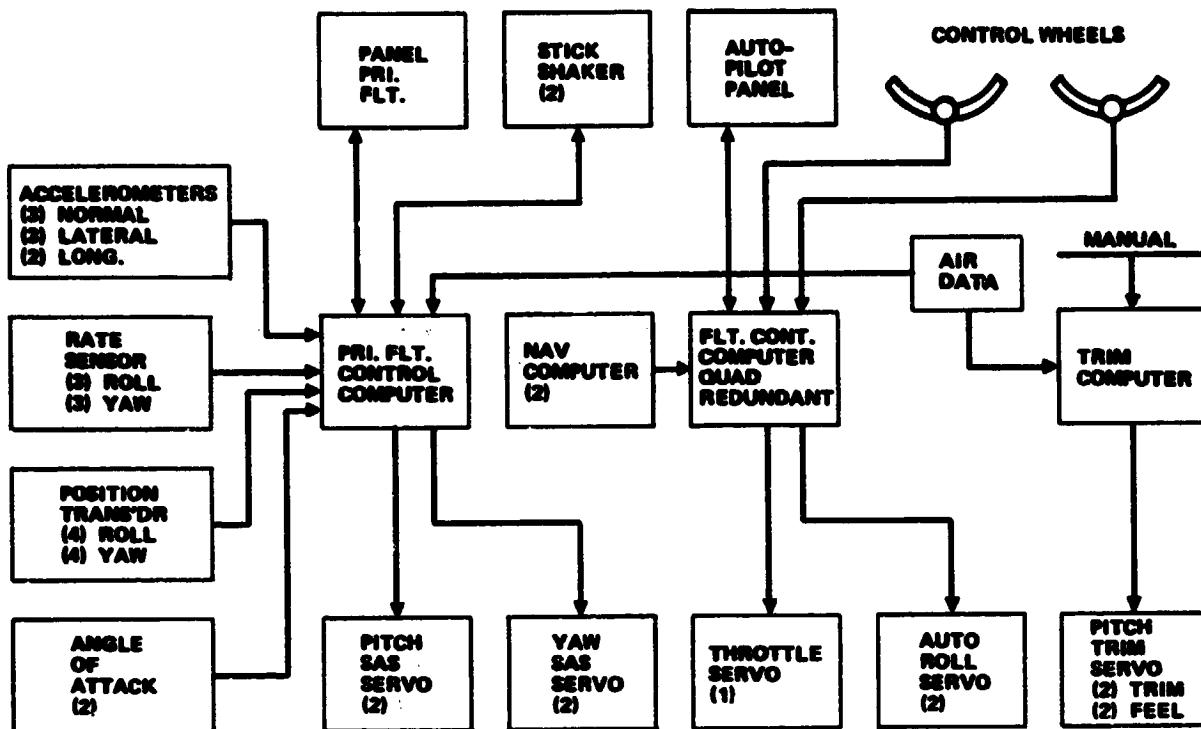 PANEL
PRI.
FLT.
STICK
SHAKER
(2)
AUTO-
PILOT
PANEL
CONTROL WHEELS
ACCELEROMETERS
(3) NORMAL
(3) LATERAL
(2) LONG.
AIR
DATA
MANUAL
RATE
SENSOR
(3) ROLL
(3) YAW
PRI. FLT.
CONTROL
COMPUTER
NAV
COMPUTER
(2)
FLT. CONT.
COMPUTER
QUAD
REDUNDANT
TRIM
COMPUTER
POSITION
TRANS'DR
(4) ROLL
(4) YAW
ANGLE
OF
ATTACK
(2)
PITCH
SAS
SERVO
(2)
YAW
SAS
SERVO
(2)
THROTTLE
SERVO
(1)
AUTO
ROLL
SERVO
(2)
PITCH
TRIM
SERVO
(2) TRIM
(2) FEEL